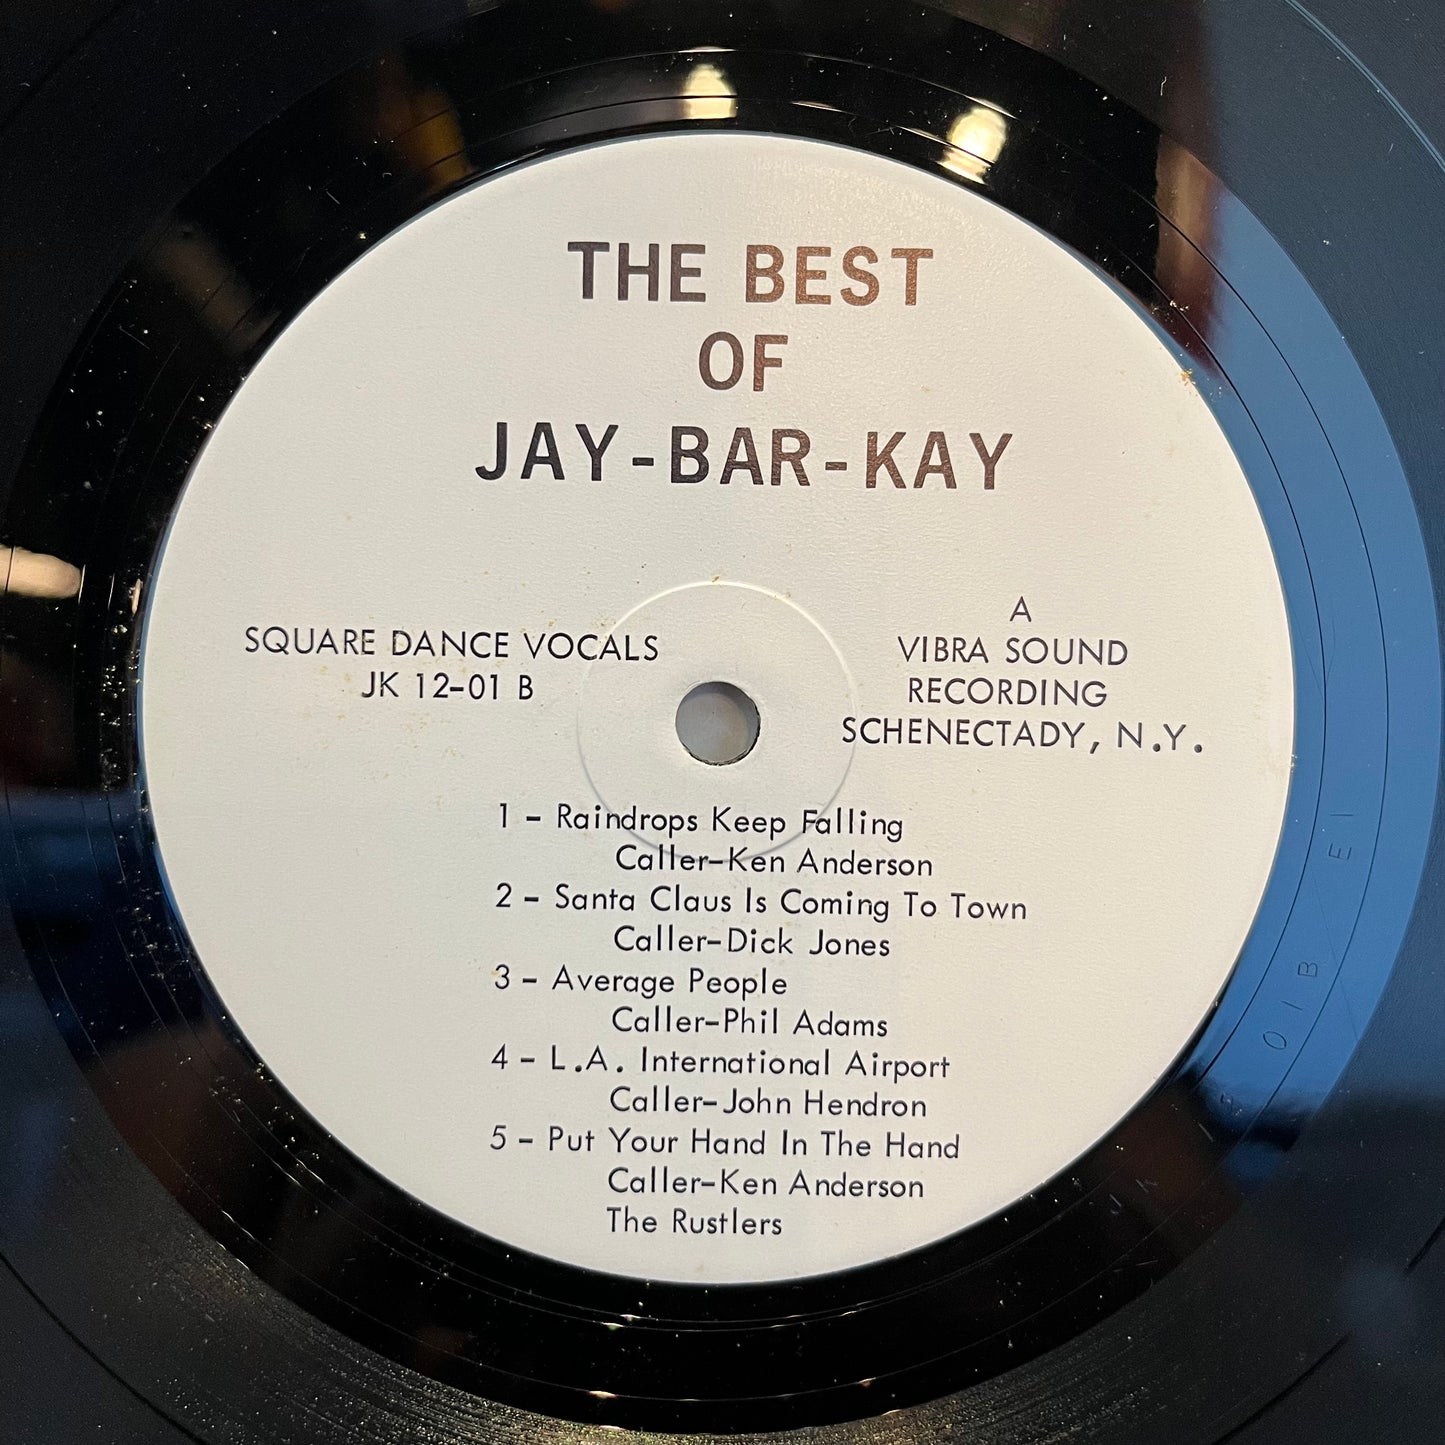 THE BEST
OF
JAY-BAR-KAY
SQUARE DANCE VOCALS
JK 12-01 B
A
VIBRA SOUND
RECORDING
SCHENECTADY, N.Y.
1 - Raindrops Keep Falling
Caller-Ken Anderson
2 - Santa Claus Is Coming To Town
Caller-Dick Jones
3 - Average People
Caller-Phil Adams
4 - L.A. International Airport
Caller-John Hendron
5 - Put Your Hand In The Hand
Caller-Ken Anderson
The Rustlers